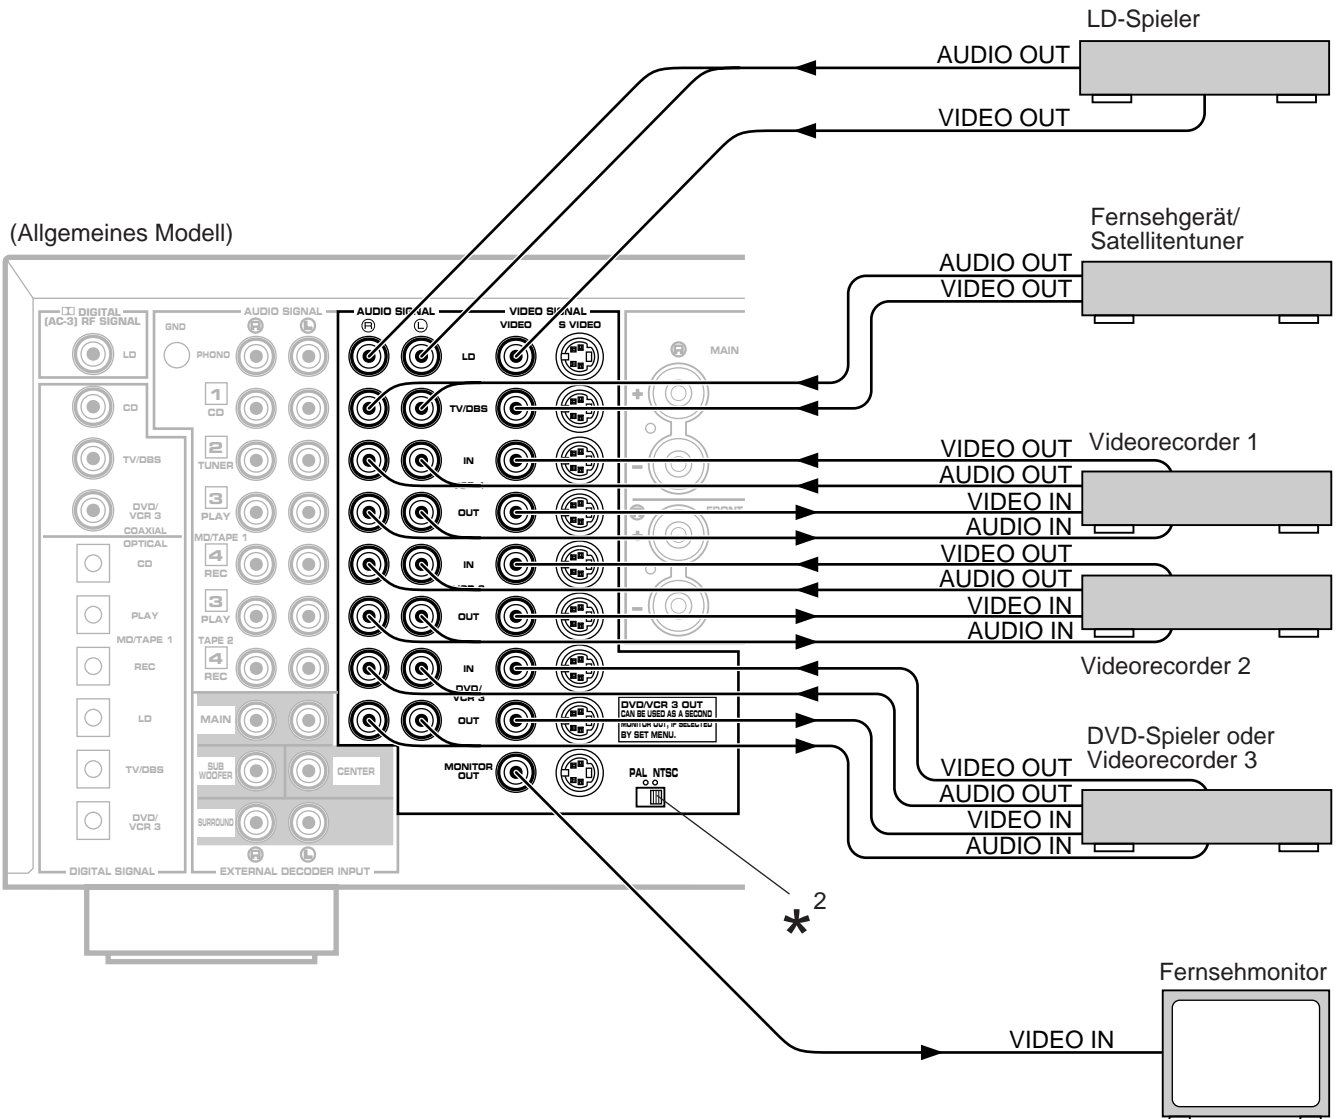 LD-Spieler
AUDIO OUT
VIDEO OUT
(Allgemeines Modell)
Fernsehgerät/
Satellitentuner
AUDIO OUT
VIDEO OUT
DIGITAL
(AC-3) RF SIGNAL
LD
CD
TV/DBS
DVD/
VCR 3
COAXIAL
OPTICAL
CD
PLAY
MD/TAPE 1
REC
LD
TV/DBS
DVD/
VCR 3
DIGITAL SIGNAL
AUDIO SIGNAL
GND
R L
PHONO
1
CD
2
TUNER
3
PLAY
MD/TAPE 1
4
REC
3
PLAY
TAPE 2
4
REC
MAIN
SUB
WOOFER
CENTER
SURROUND
R L
EXTERNAL DECODER INPUT
AUDIO SIGNAL
R L
VIDEO SIGNAL
VIDEO S VIDEO
LD
TV/DBS
IN
OUT
IN
OUT
IN
DVD/
VCR 3
OUT
MONITOR
OUT
DVD/VCR 3 OUT
CAN BE USED AS A SECOND
MONITOR OUT, IF SELECTED
BY SET MENU.
PAL NTSC
R MAIN
+
–
FRONT
+
–
Videorecorder 1
VIDEO OUT
AUDIO OUT
VIDEO IN
AUDIO IN
VIDEO OUT
AUDIO OUT
VIDEO IN
AUDIO IN
Videorecorder 2
DVD-Spieler oder
Videorecorder 3
VIDEO OUT
AUDIO OUT
VIDEO IN
AUDIO IN
*2
Fernsehmonitor
VIDEO IN